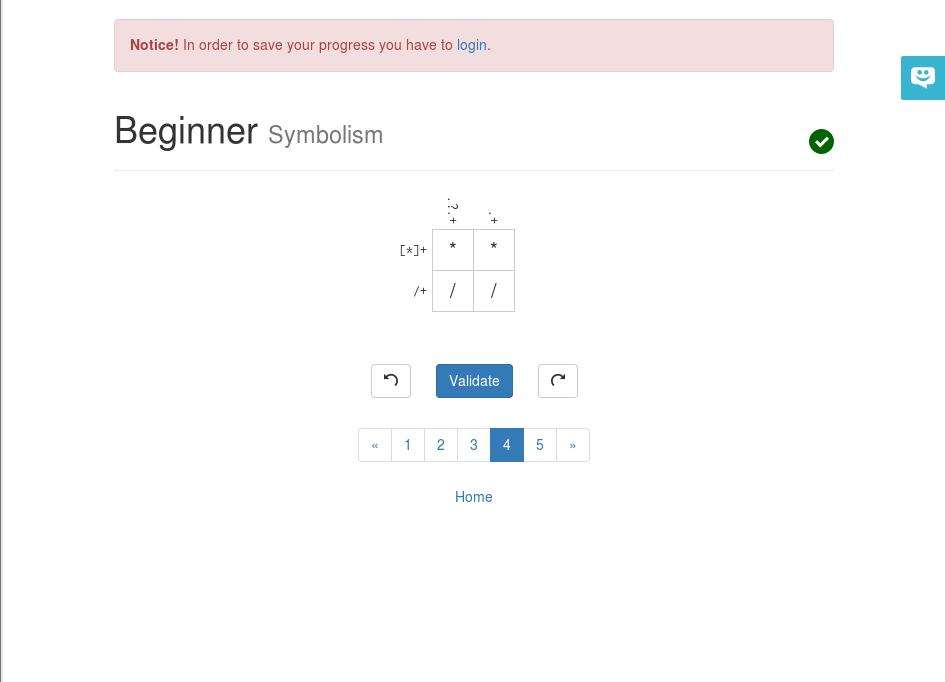 Notice! In order to save your progress you have to login.
Beginner Symbolism
.?.+ .+
[*]+ * *
/+ / /
Validate
« 1 2 3 4 5 »
Home